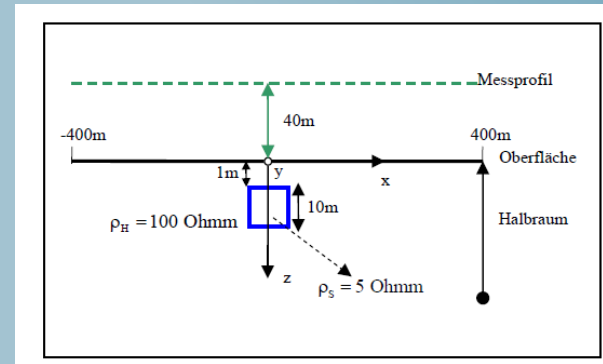 Messprofil
-400m
40m
400m
Oberfläche
1m
y
x
10m
ρH = 100 Ohmm
Halbraum
z
ρS = 5 Ohmm